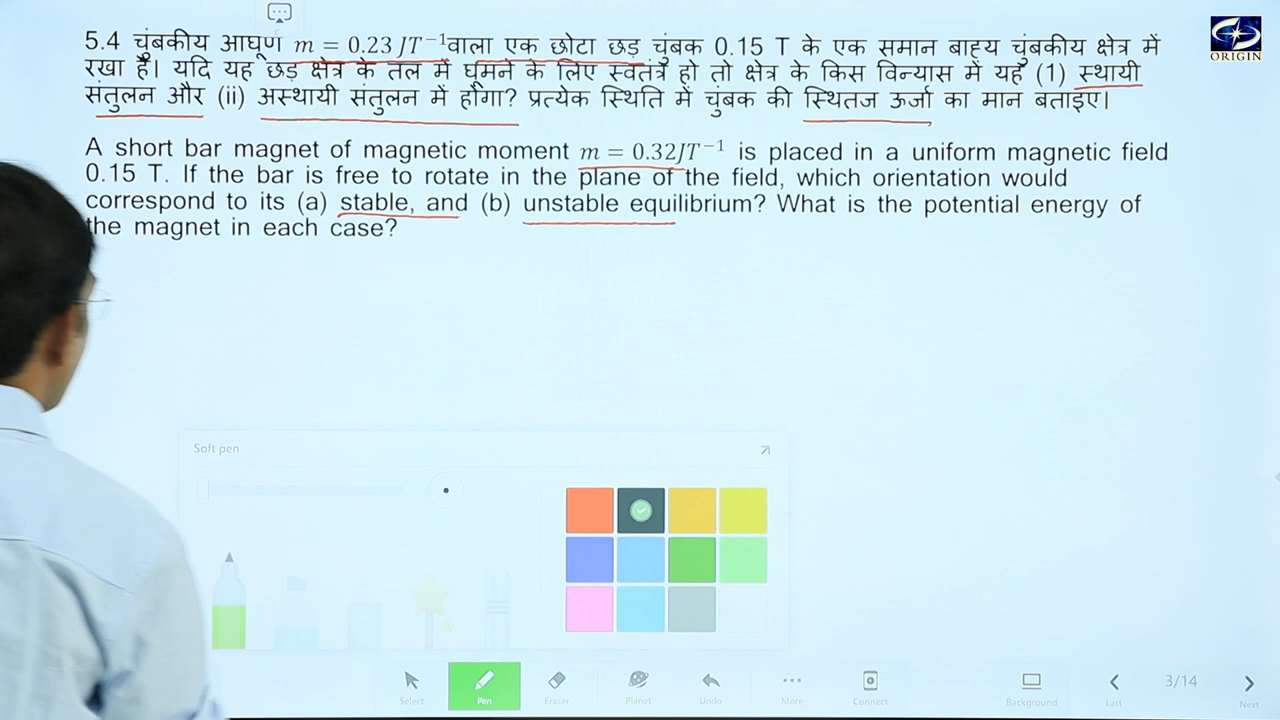 5.4 चुंबकीय आघूर्ण m = 0.23 JT⁻¹वाला एक छोटा छड़ चुंबक 0.15 T के एक समान बाह्य चुंबकीय क्षेत्र में
रखा है। यदि यह छड़ क्षेत्र के तल में घूमने के लिए स्वतंत्र हो तो क्षेत्र के किस विन्यास में यह (1) स्थायी
संतुलन और (ii) अस्थायी संतुलन में होगा? प्रत्येक स्थिति में चुंबक की स्थितिज ऊर्जा का मान बताइए।
A short bar magnet of magnetic moment m = 0.32JT⁻¹ is placed in a uniform magnetic field
0.15 T. If the bar is free to rotate in the plane of the field, which orientation would
correspond to its (a) stable, and (b) unstable equilibrium? What is the potential energy of
the magnet in each case?
ORIGIN
Soft pen
Select
Pen
Eraser
Planet
Undo
More
Connect
Background
Last
3/14
Next